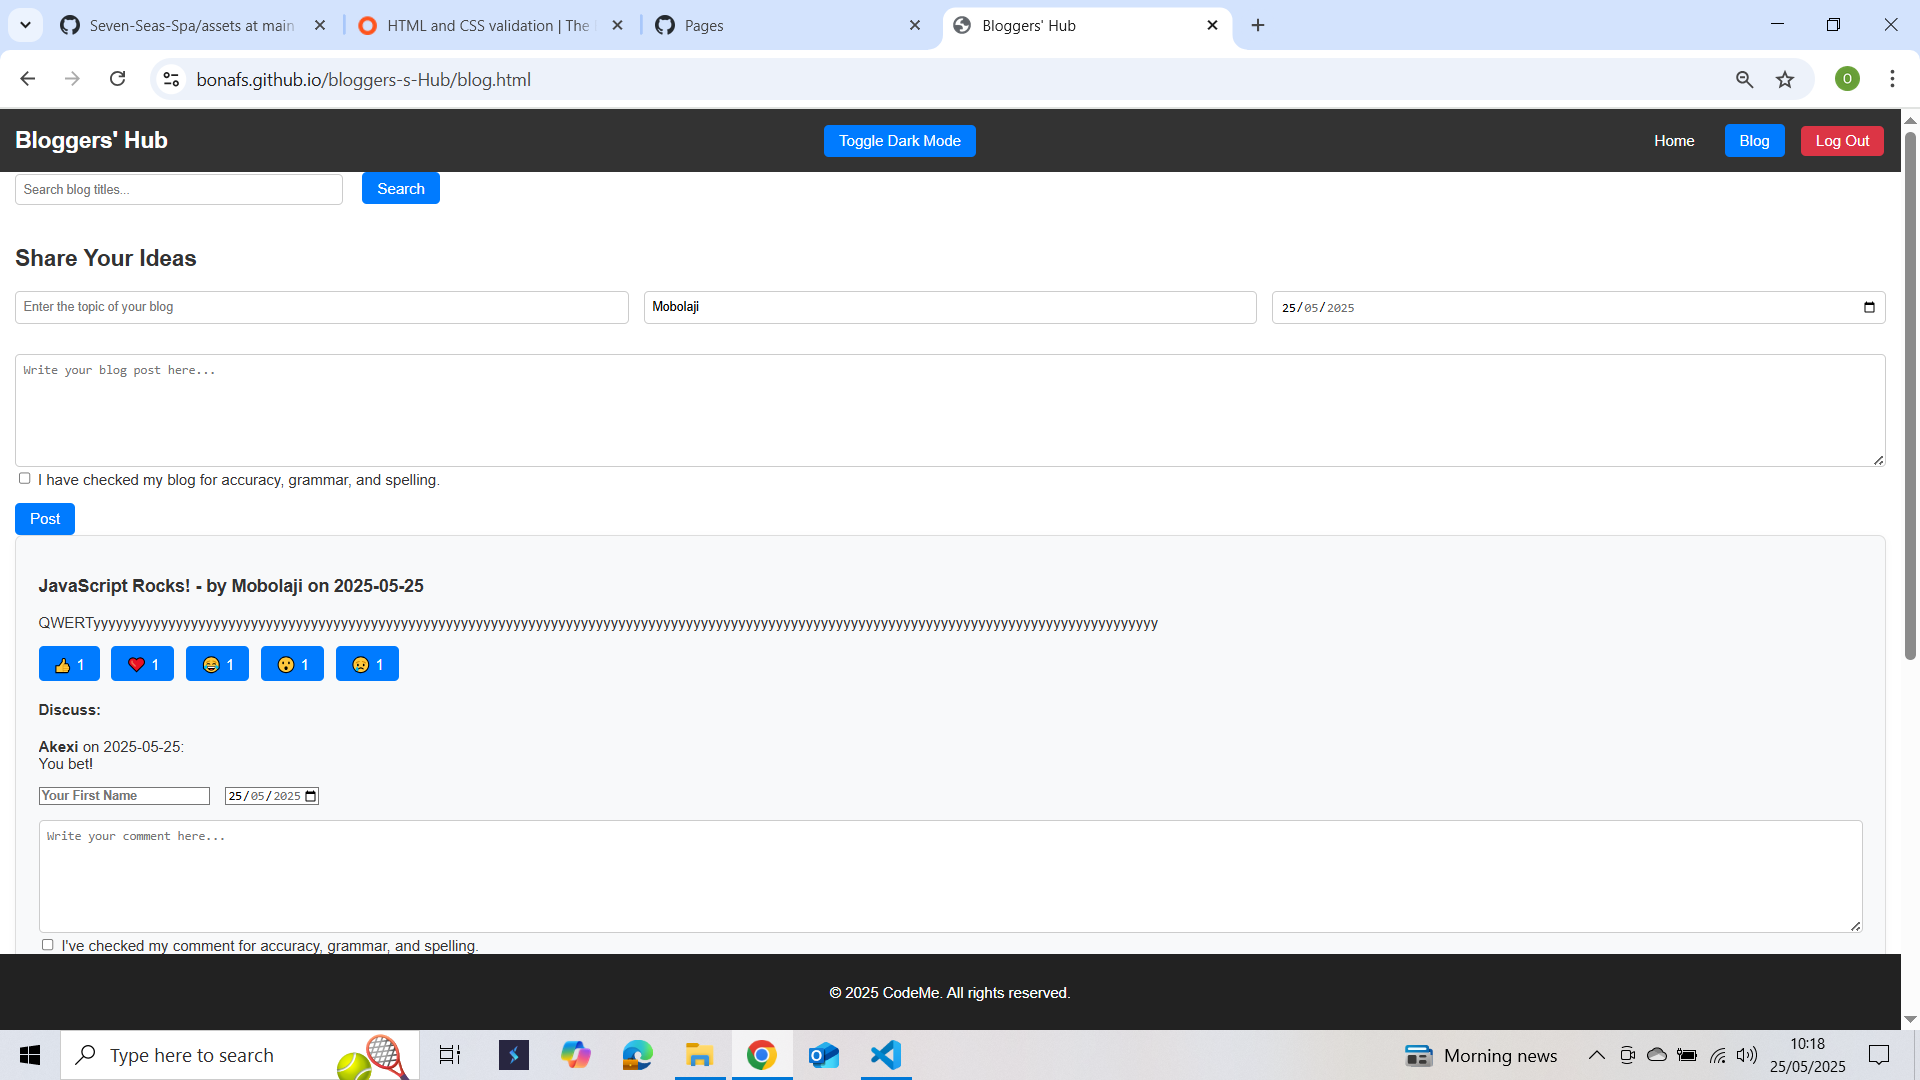 Seven-Seas-Spa/assets at main
HTML and CSS validation | The
Pages
Bloggers' Hub
bonafs.github.io/bloggers-s-Hub/blog.html
O
Bloggers' Hub
Toggle Dark Mode
Home
Blog
Log Out
Search blog titles...
Search
Share Your Ideas
Enter the topic of your blog
Mobolaji
25/05/2025
Write your blog post here...
I have checked my blog for accuracy, grammar, and spelling.
Post
JavaScript Rocks! - by Mobolaji on 2025-05-25
👍 1
❤️ 1
😂 1
😮 1
😢 1
Discuss:
Akexi on 2025-05-25:
You bet!
Your First Name
25/05/2025
Write your comment here...
I've checked my comment for accuracy, grammar, and spelling.
© 2025 CodeMe. All rights reserved.
Type here to search
Morning news
10:18
25/05/2025